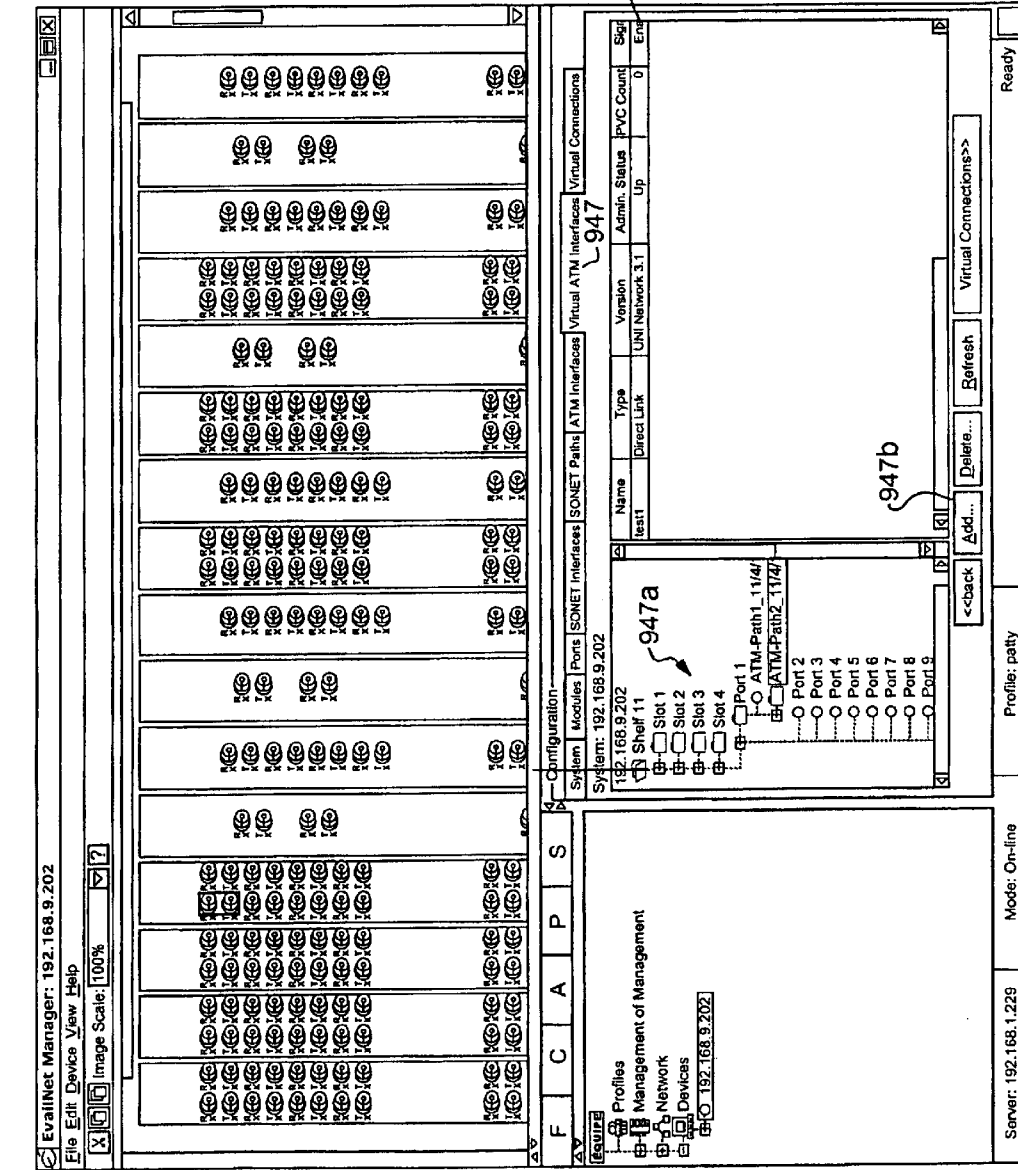 EvailNet Manager: 192.168.9.202
File Edit Device View Help
Image Scale: 100%
?
F C A P S
EQUIPE
Profiles
Management of Management
Network
Devices
192.168.9.202
Configuration
System Modules Ports SONET Interfaces SONET Paths ATM Interfaces Virtual ATM Interfaces Virtual Connections
947
System: 192.168.9.202
192.168.9.202
Shelf 11
Slot 1
Slot 2
Slot 3
Slot 4
947a
Port 1
ATM-Path1_11/4/
ATM-Path2_11/4/
Port 2
Port 3
Port 4
Port 5
Port 6
Port 7
Port 8
Port 9
Name Type Version Admin. Status PVC Count Sign
test1 Direct Link UNI Network 3.1 Up 0 Ena
947b
<<back Add... Delete... Refresh Virtual Connections>>
Server: 192.168.1.229 Mode: On-line Profile: patty Ready